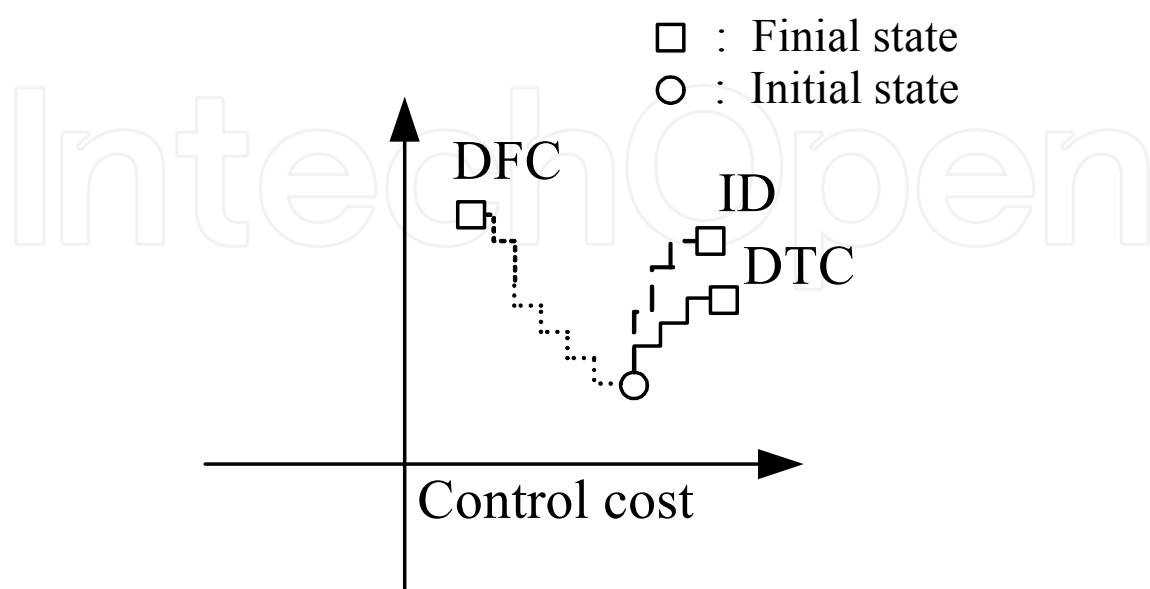 : Finial state
: Initial state
IntechOpen
DFC
ID
DTC
Control cost